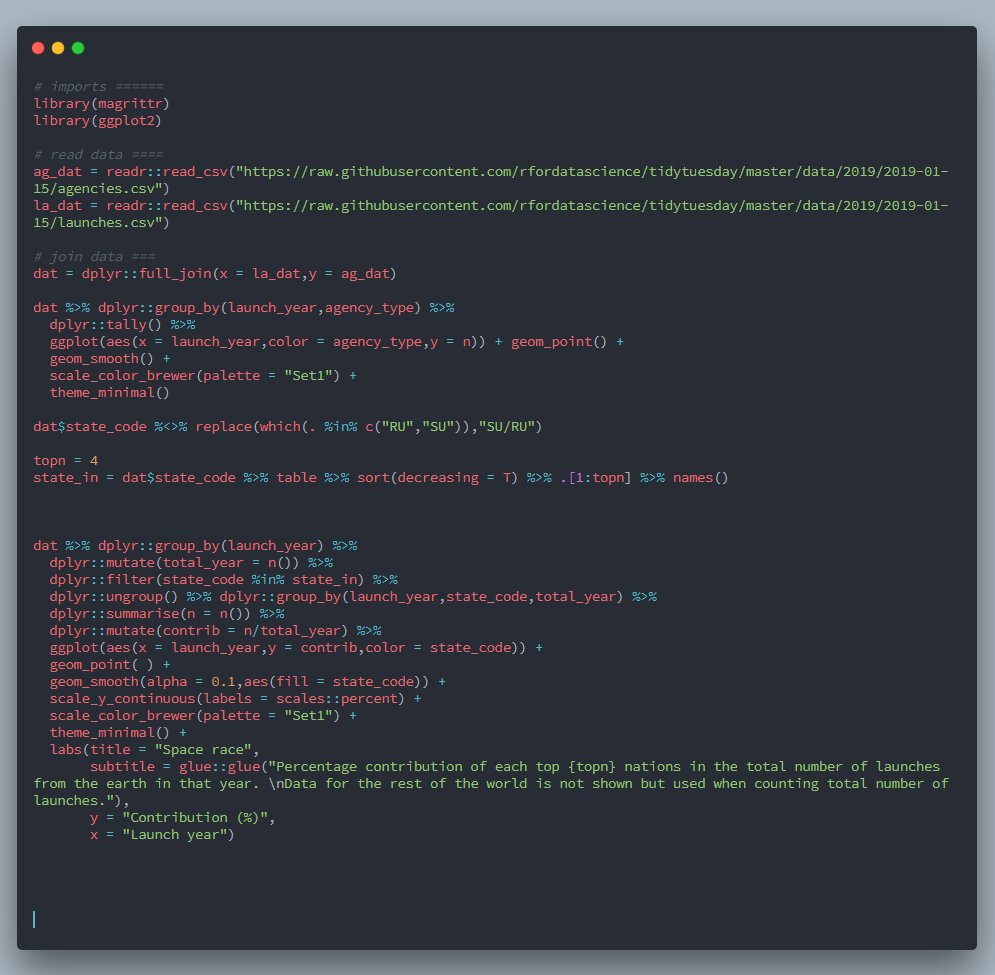 # imports ======
library(magrittr)
library(ggplot2)

# read data ====
ag_dat = readr::read_csv("https://raw.githubusercontent.com/rfordatascience/tidytuesday/master/data/2019/2019-01-
15/agencies.csv")
la_dat = readr::read_csv("https://raw.githubusercontent.com/rfordatascience/tidytuesday/master/data/2019/2019-01-
15/launches.csv")

# join data ===
dat = dplyr::full_join(x = la_dat,y = ag_dat)

dat %>% dplyr::group_by(launch_year,agency_type) %>%
  dplyr::tally() %>%
  ggplot(aes(x = launch_year,color = agency_type,y = n)) + geom_point() +
  geom_smooth() +
  scale_color_brewer(palette = "Set1") +
  theme_minimal()

dat$state_code %<>% replace(which(. %in% c("RU","SU")),"SU/RU")

topn = 4
state_in = dat$state_code %>% table %>% sort(decreasing = T) %>% .[1:topn] %>% names()

dat %>% dplyr::group_by(launch_year) %>%
  dplyr::mutate(total_year = n()) %>%
  dplyr::filter(state_code %in% state_in) %>%
  dplyr::ungroup() %>% dplyr::group_by(launch_year,state_code,total_year) %>%
  dplyr::summarise(n = n()) %>%
  dplyr::mutate(contrib = n/total_year) %>%
  ggplot(aes(x = launch_year,y = contrib,color = state_code)) +
  geom_point( ) +
  geom_smooth(alpha = 0.1,aes(fill = state_code)) +
  scale_y_continuous(labels = scales::percent) +
  scale_color_brewer(palette = "Set1") +
  theme_minimal() +
  labs(title = "Space race",
       subtitle = glue::glue("Percentage contribution of each top {topn} nations in the total number of launches
from the earth in that year. \nData for the rest of the world is not shown but used when counting total number of
launches."),
       y = "Contribution (%)",
       x = "Launch year")